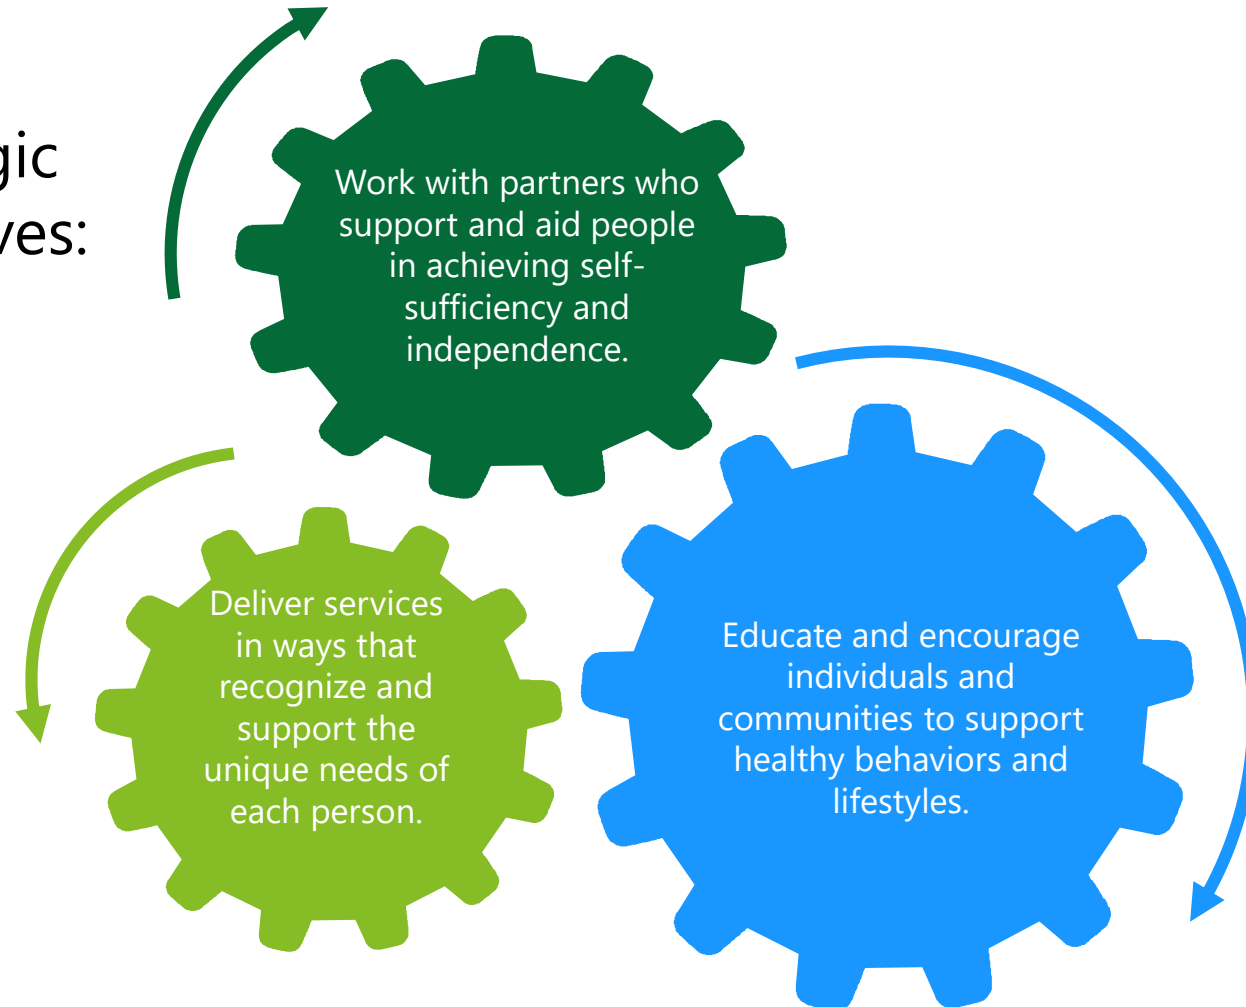 gic
ves:
Work with partners who
support and aid people
in achieving self-
sufficiency and
independence.
Deliver services
in ways that
recognize and
support the
unique needs of
each person.
Educate and encourage
individuals and
communities to support
healthy behaviors and
lifestyles.